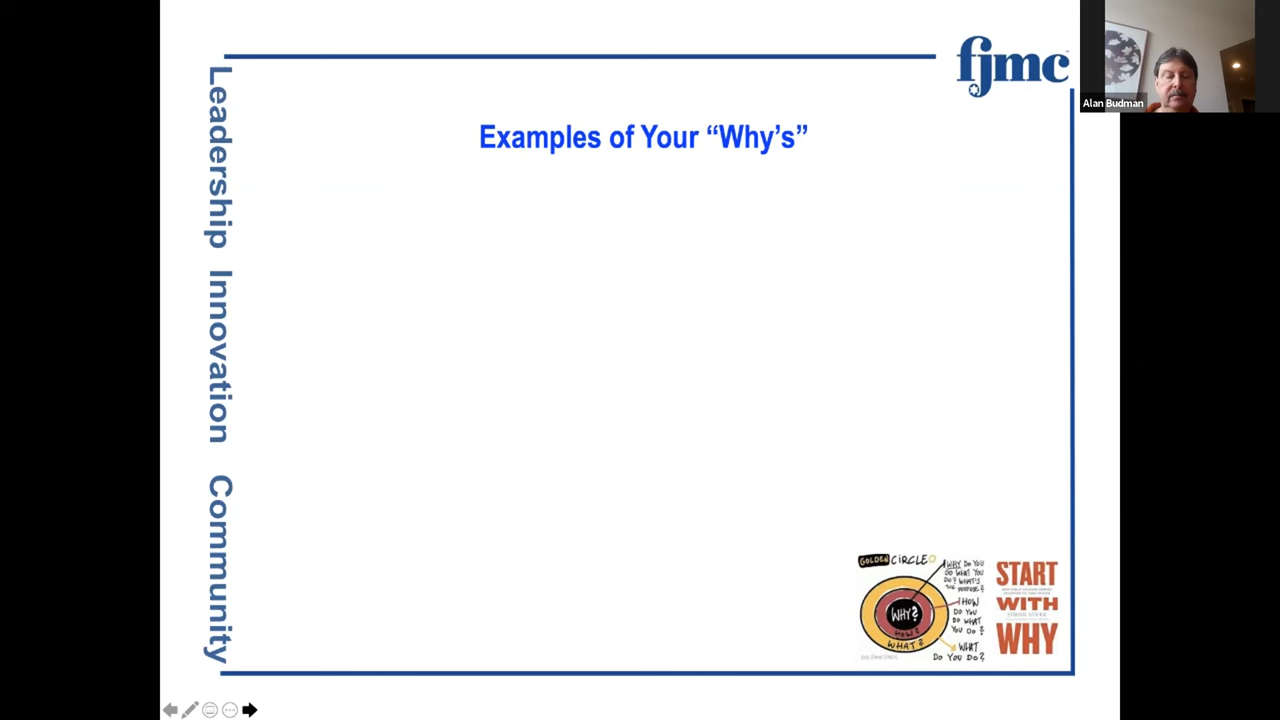 fjmc
Alan Budman
Examples of Your “Why’s”
Leadership Innovation Community
GOLDEN CIRCLE
WHY DO YOU
DO WHAT YOU
DO? WHAT'S
THE PURPOSE?
HOW
DO YOU
DO WHAT
YOU DO?
WHAT
DO YOU DO?
WHY?
HOW?
WHAT?
START
WITH
WHY